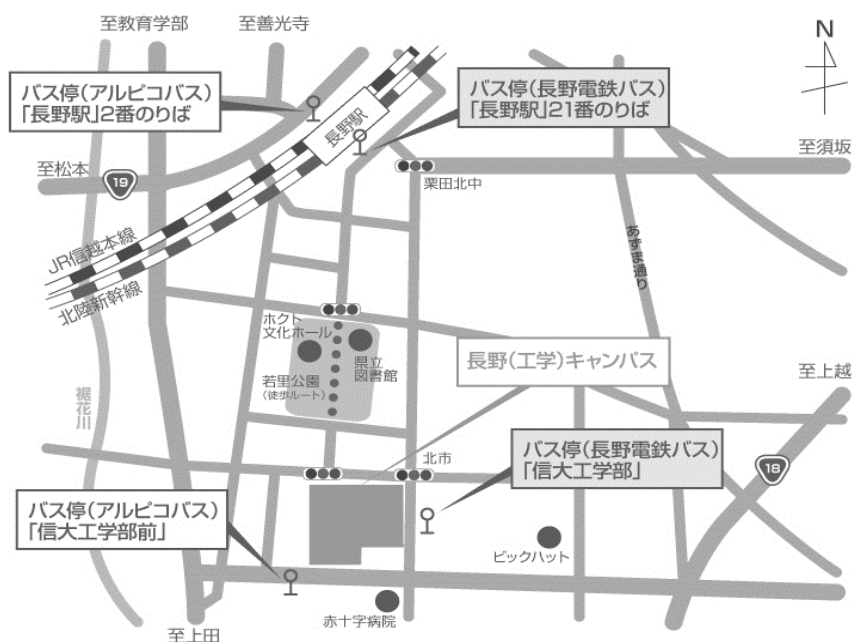 至教育学部
至善光寺
N
バス停(アルピコバス)
「長野駅」2番のりば
バス停(長野電鉄バス)
「長野駅」21番のりば
長野駅
至須坂
至松本
19
栗田北中
あずま通り
JR信越本線
北陸新幹線
ホクト
文化ホール
県立
図書館
若里公園
(徒歩ルート)
長野(工学)キャンパス
至上越
裾花川
北市
バス停(長野電鉄バス)
「信大工学部」
18
バス停(アルピコバス)
「信大工学部前」
ビックハット
赤十字病院
至上田